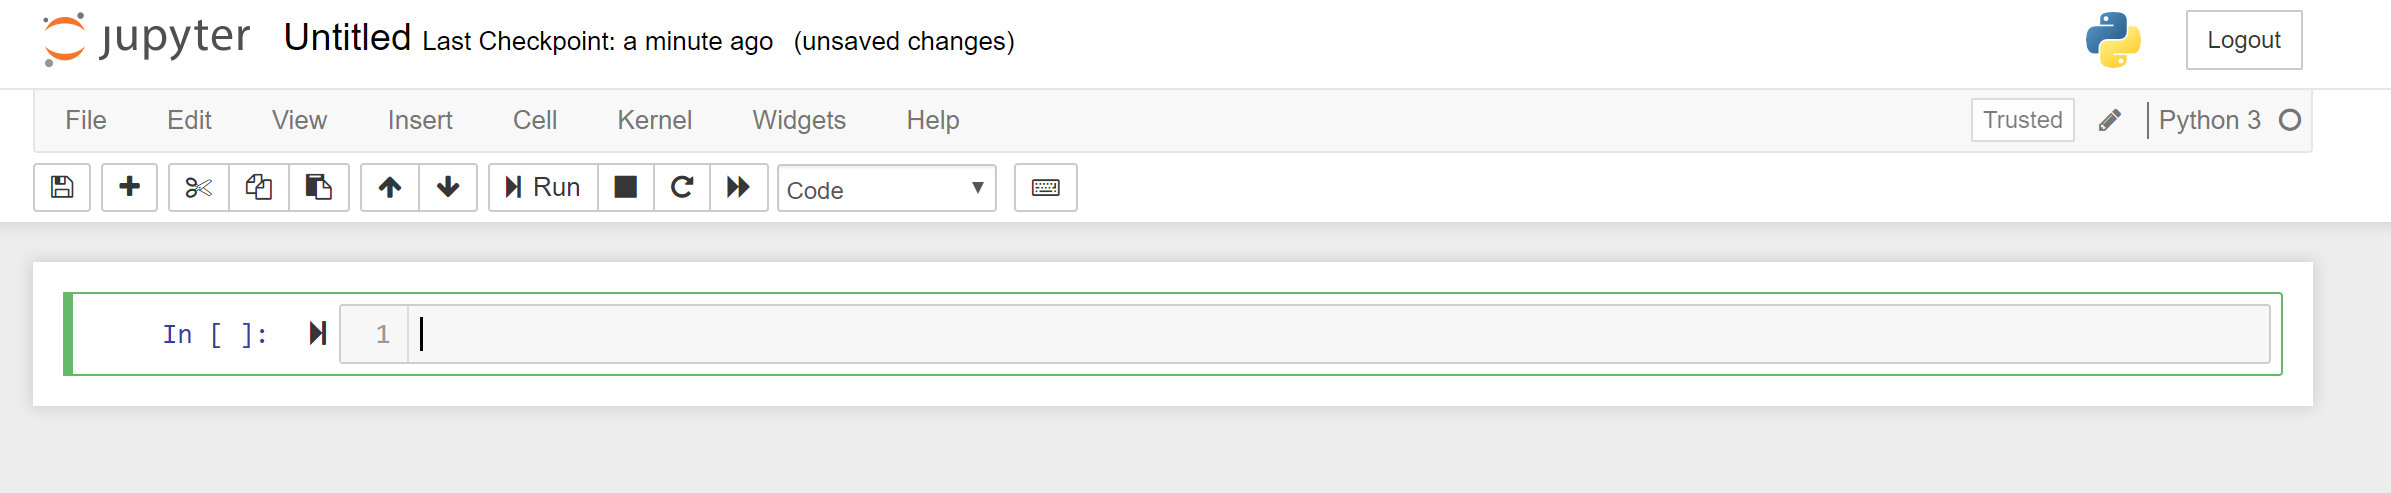 jupyter Untitled Last Checkpoint: a minute ago (unsaved changes) Logout
File Edit View Insert Cell Kernel Widgets Help Trusted Python 3
Run Code
In [ ]: 1